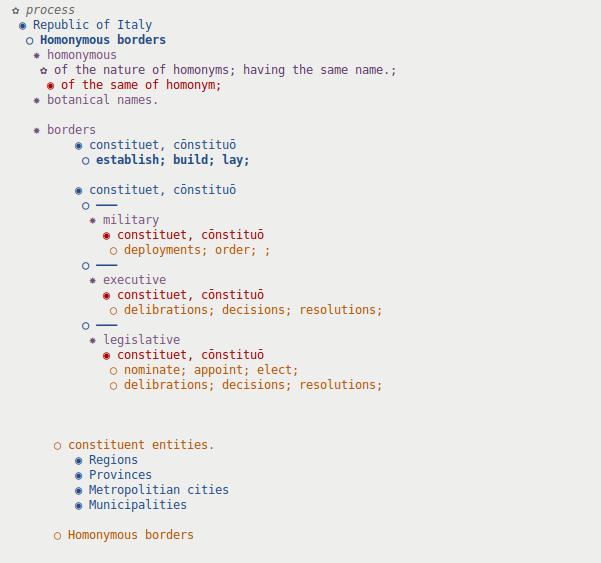 ✿ process
◉ Republic of Italy
○ Homonymous borders
✸ homonymous
✿ of the nature of homonyms; having the same name.;
◉ of the same of homonym;
✸ botanical names.
✸ borders
◉ constituet, cōnstituō
○ establish; build; lay;
◉ constituet, cōnstituō
○ ───
✸ military
◉ constituet, cōnstituō
○ deployments; order; ;
○ ───
✸ executive
◉ constituet, cōnstituō
○ delibrations; decisions; resolutions;
○ ───
✸ legislative
◉ constituet, cōnstituō
○ nominate; appoint; elect;
○ delibrations; decisions; resolutions;
○ constituent entities.
◉ Regions
◉ Provinces
◉ Metropolitian cities
◉ Municipalities
○ Homonymous borders